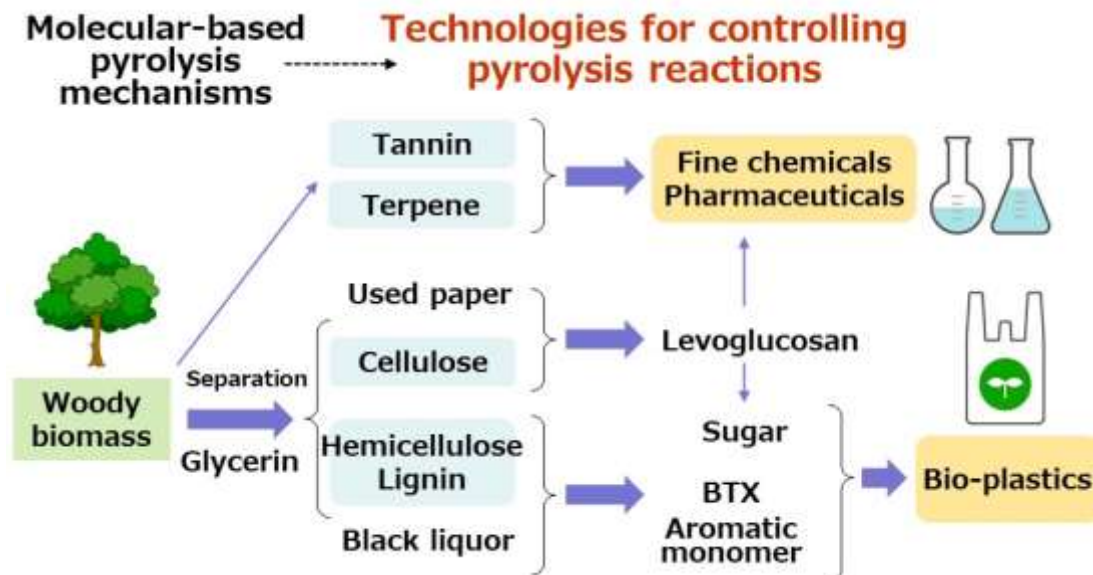 Molecular-based
pyrolysis
mechanisms
Technologies for controlling
pyrolysis reactions
Tannin
Terpene
Fine chemicals
Pharmaceuticals
Used paper
Cellulose
Levoglucosan
Separation
Woody
biomass
Glycerin
Hemicellulose
Lignin
Black liquor
Sugar
BTX
Aromatic
monomer
Bio-plastics